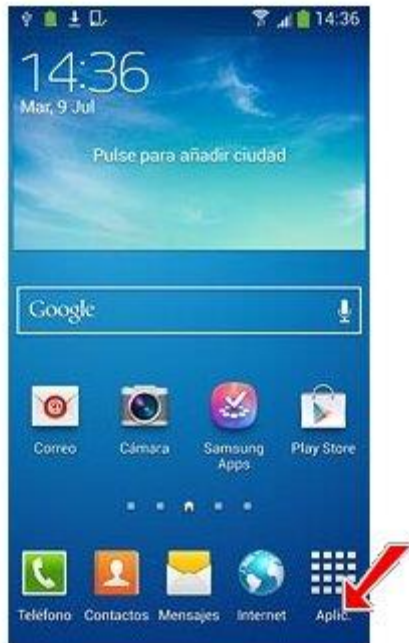 14:36
14:36
Mar, 9 Jul
Pulse para añadir ciudad
Google
Correo
Cámara
Samsung
Apps
Play Store
Teléfono
Contactos
Mensajes
Internet
Aplic.